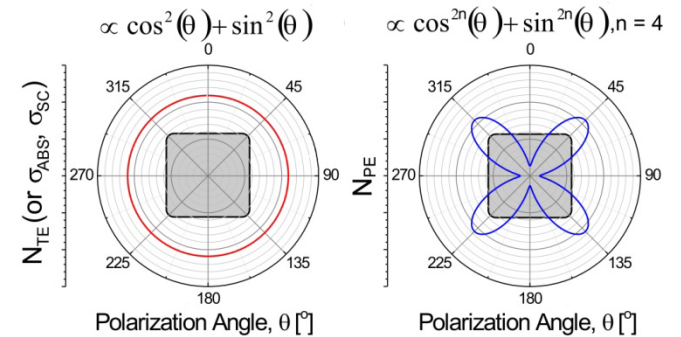 ∝ cos²(θ)+ sin²(θ)
0
45
90
135
180
225
270
315
N_TE (or σ_ABS, σ_SC)
Polarization Angle, θ [°]
∝ cos²ⁿ(θ)+ sin²ⁿ(θ),n = 4
0
45
90
135
180
225
270
315
N_PE
Polarization Angle, θ [°]